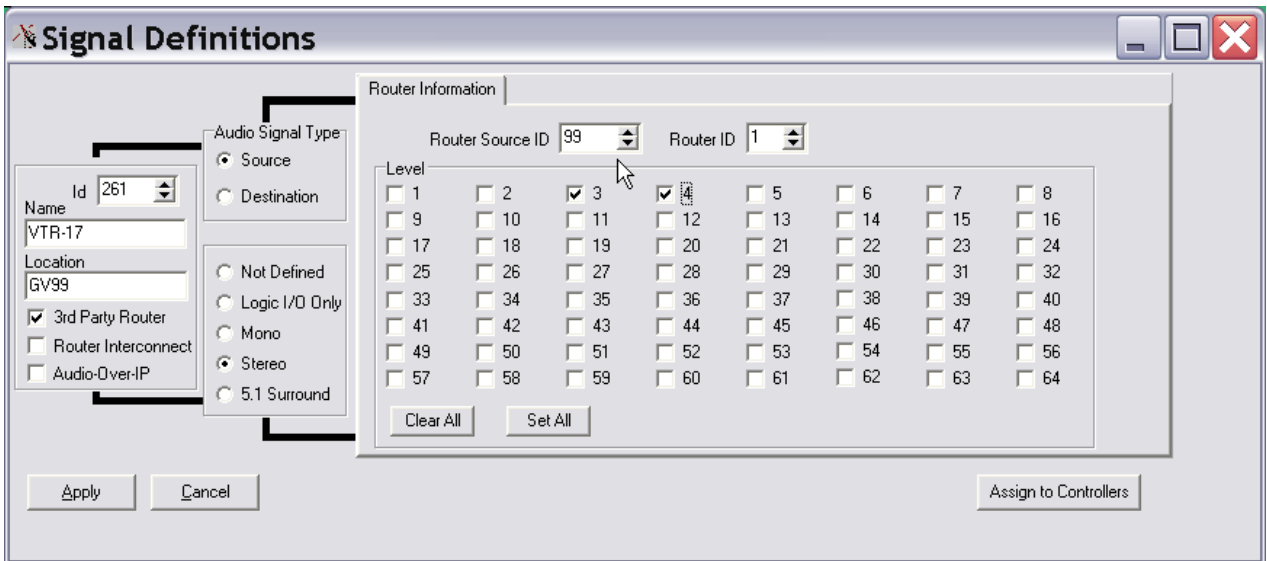 Signal Definitions
Router Information
Router Source ID 99 Router ID 1
Audio Signal Type
Source
Destination
Id 261
Name
VTR-17
Location
GV99
3rd Party Router
Router Interconnect
Audio-Over-IP
Not Defined
Logic I/O Only
Mono
Stereo
5.1 Surround
Level
1 2 3 4 5 6 7 8
9 10 11 12 13 14 15 16
17 18 19 20 21 22 23 24
25 26 27 28 29 30 31 32
33 34 35 36 37 38 39 40
41 42 43 44 45 46 47 48
49 50 51 52 53 54 55 56
57 58 59 60 61 62 63 64
Clear All Set All
Apply Cancel Assign to Controllers